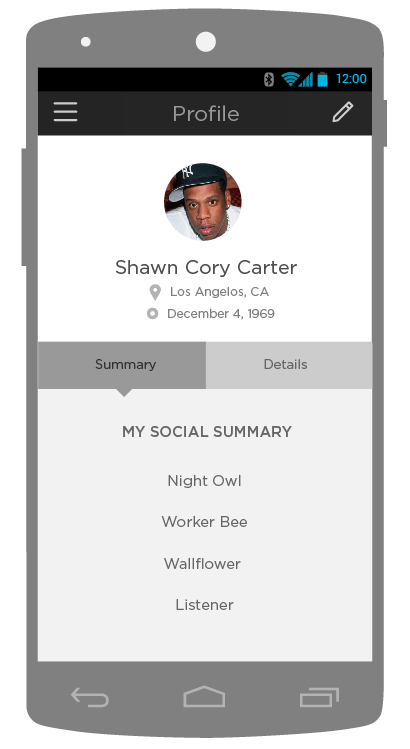 12:00
Profile
Shawn Cory Carter
Los Angelos, CA
December 4, 1969
Summary Details
MY SOCIAL SUMMARY
Night Owl
Worker Bee
Wallflower
Listener